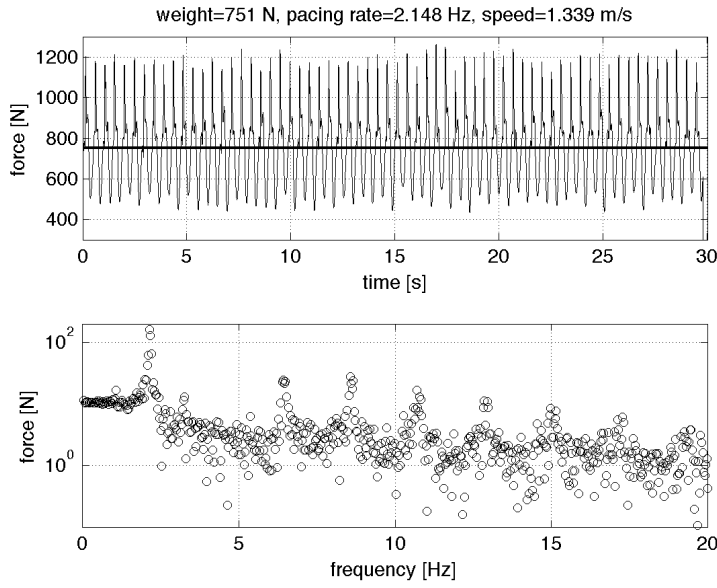 weight=751 N, pacing rate=2.148 Hz, speed=1.339 m/s
1200
1000
800
600
400
force [N]
0 5 10 15 20 25 30
time [s]
10^2
10^0
force [N]
0 5 10 15 20
frequency [Hz]